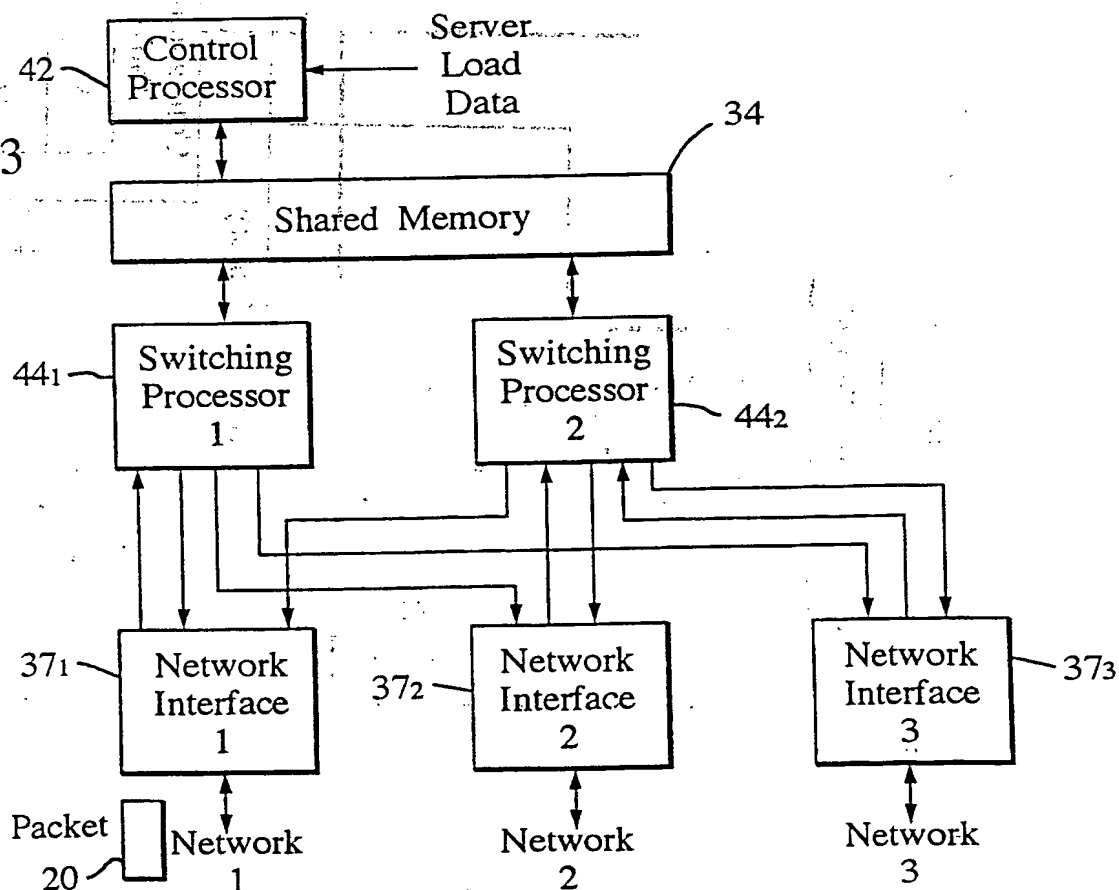 Control
Processor
42
Server
Load
Data
34
3
Shared Memory
Switching
Processor
1
44₁
Switching
Processor
2
44₂
Network
Interface
1
37₁
Network
Interface
2
37₂
Network
Interface
3
37₃
Packet
20
Network
1
Network
2
Network
3